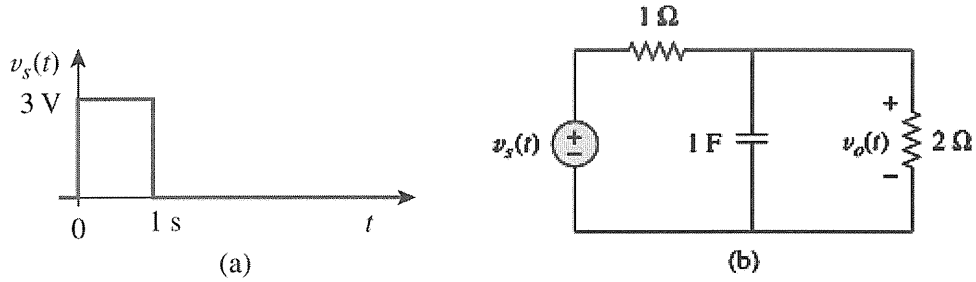 v_s(t)
3 V
0
1 s
t
(a)
1 Ω
v_s(t)
+
−
1 F
+
v_o(t)
−
2 Ω
(b)